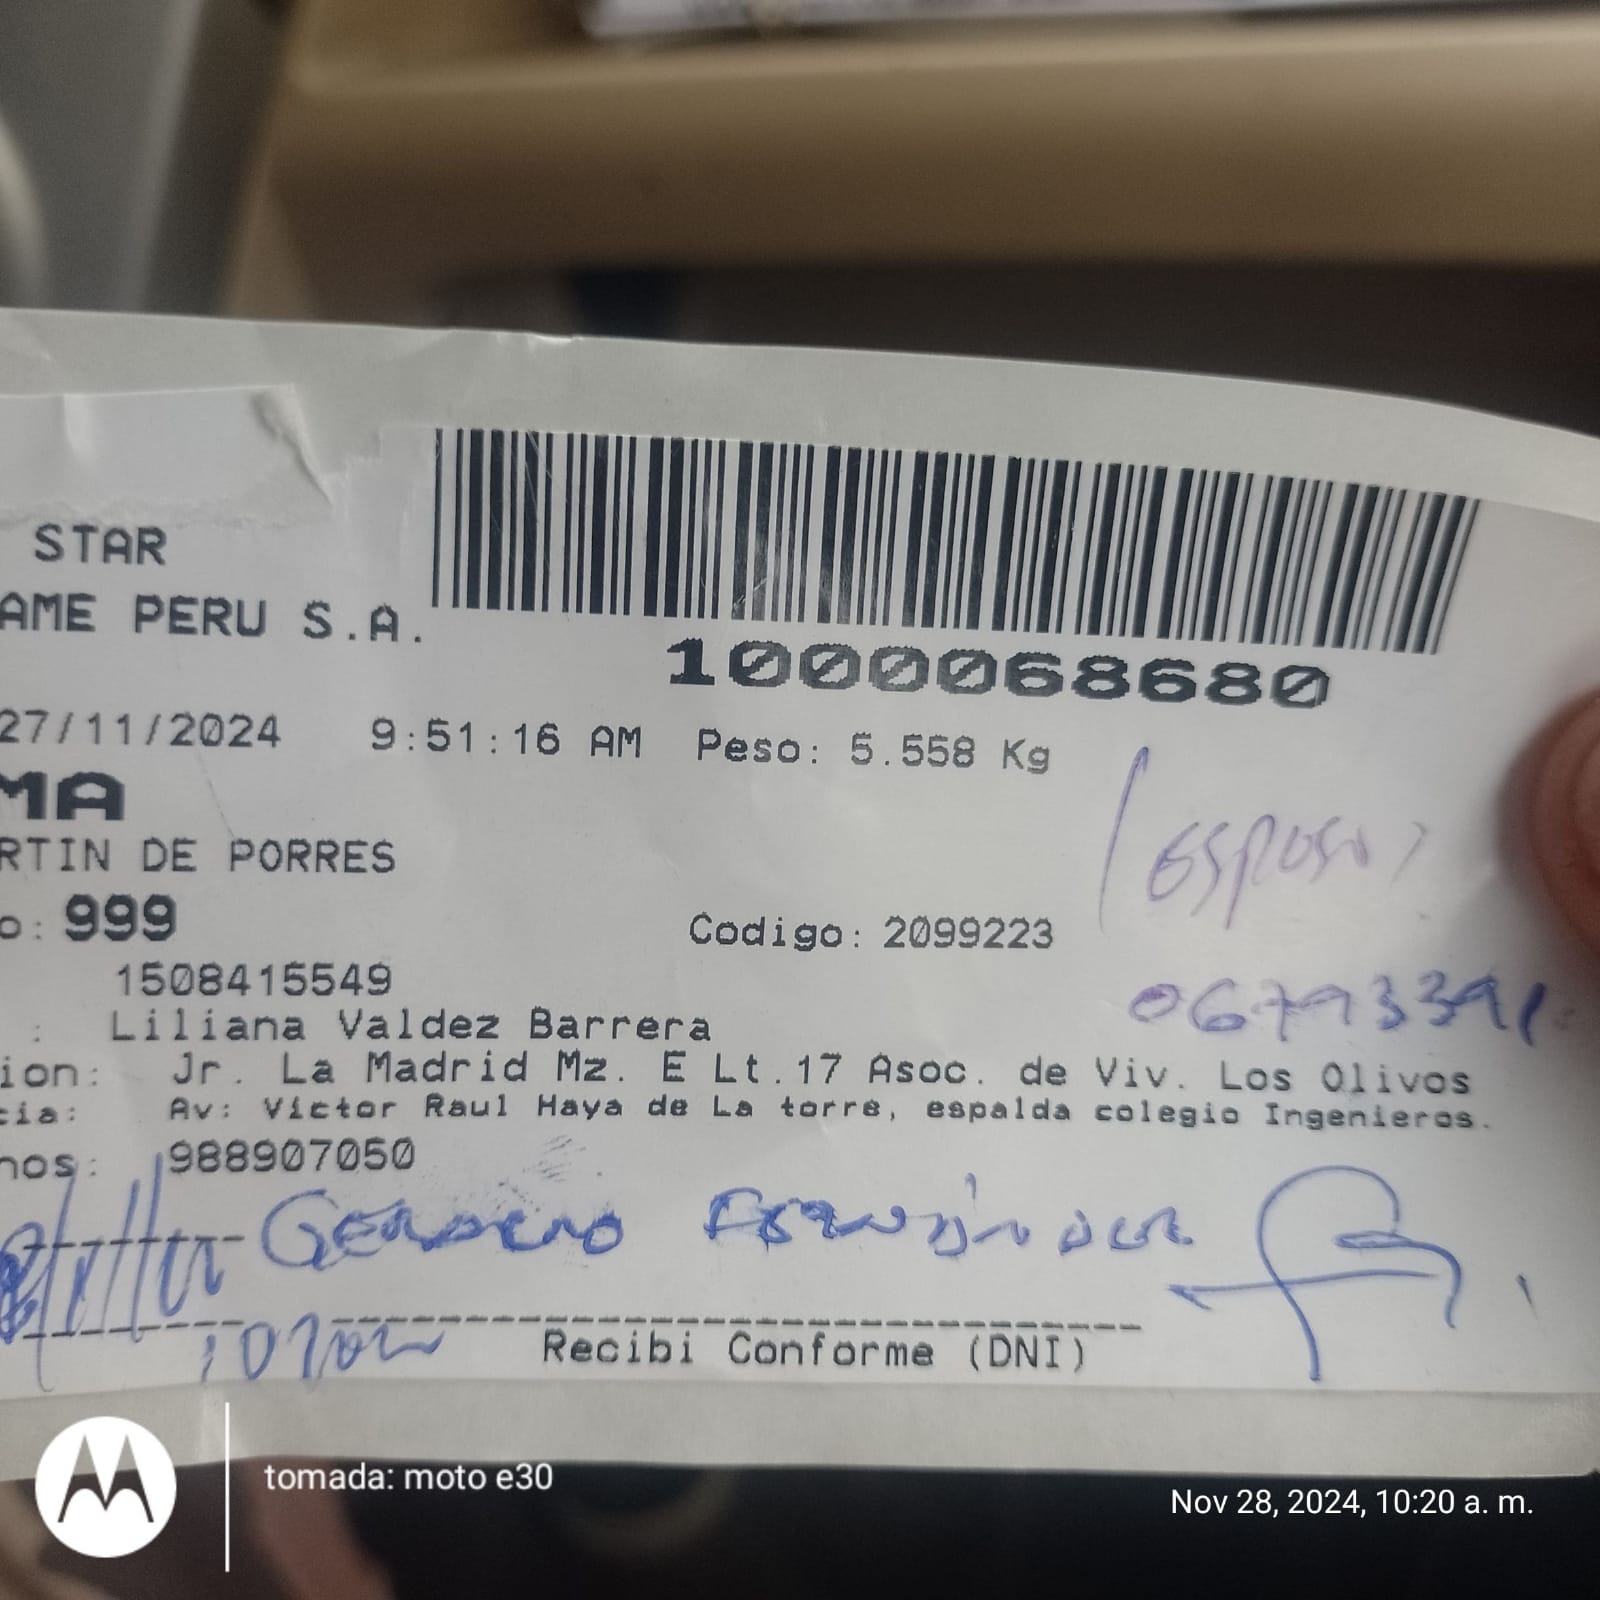 STAR
AME PERU S.A.
1000068680
27/11/2024 9:51:16 AM Peso: 5.558 Kg
MA
RTIN DE PORRES
(ESPOSO)
o: 999 Codigo: 2099223
1508415549
06793391
: Liliana Valdez Barrera
ion: Jr. La Madrid Mz. E Lt.17 Asoc. de Viv. Los Olivos
cia: Av: Victor Raul Haya de La torre, espalda colegio Ingenieros.
nos: 988907050
Recibi Conforme (DNI)
tomada: moto e30
Nov 28, 2024, 10:20 a. m.